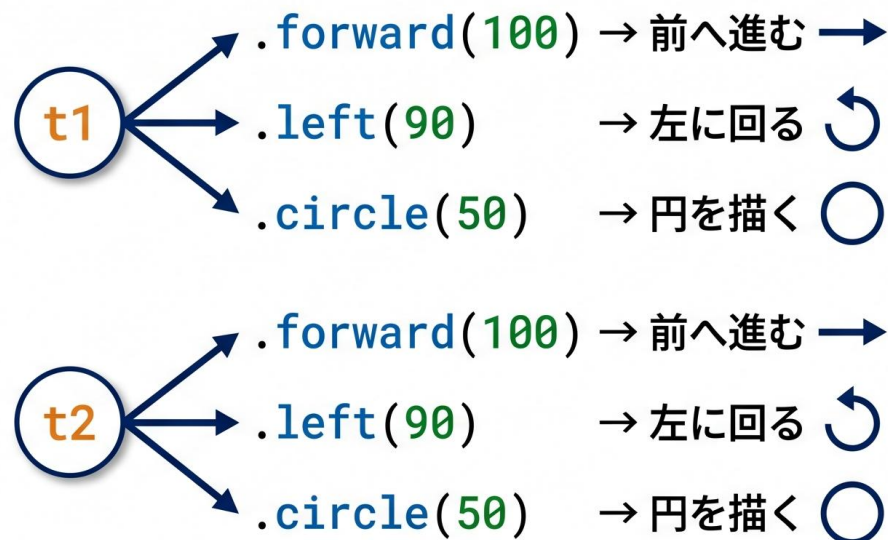 t1
.forward(100) → 前へ進む
.left(90) → 左に回る
.circle(50) → 円を描く
t2
.forward(100) → 前へ進む
.left(90) → 左に回る
.circle(50) → 円を描く